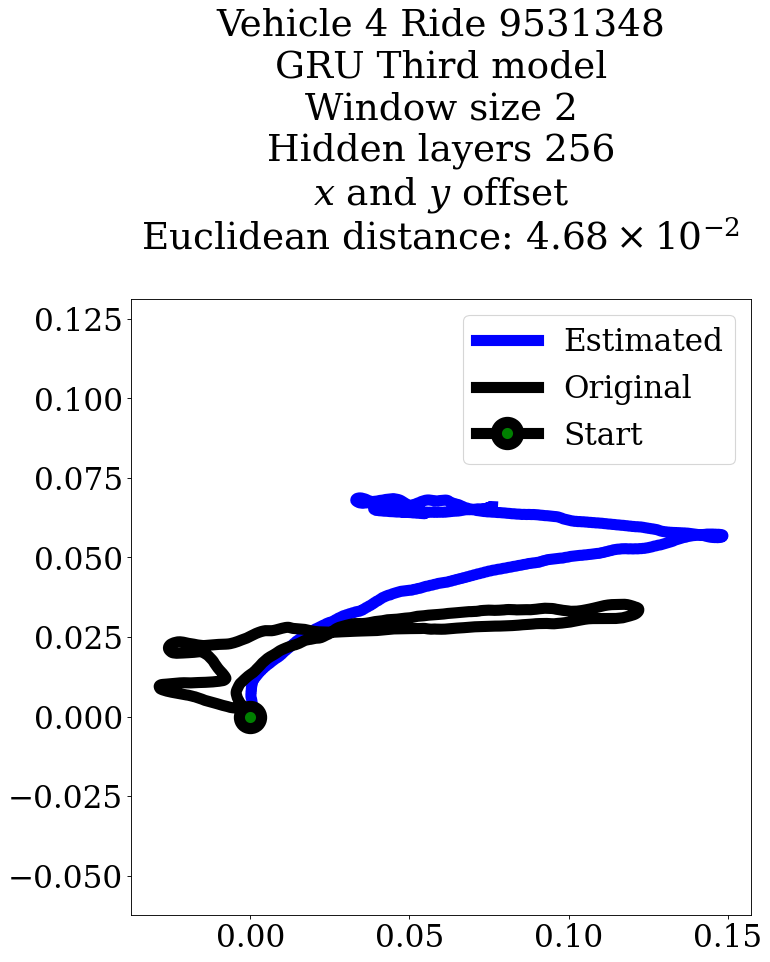 Vehicle 4 Ride 9531348
GRU Third model
Window size 2
Hidden layers 256
x and y offset
Euclidean distance: 4.68 × 10⁻²
Estimated
Original
Start
0.125
0.100
0.075
0.050
0.025
0.000
−0.025
−0.050
0.00 0.05 0.10 0.15